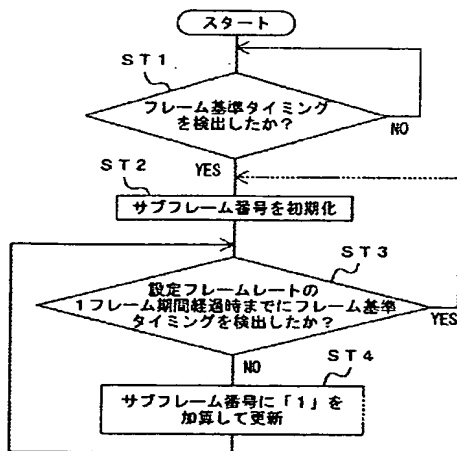 スタート
ST1
フレーム基準タイミング
を検出したか?
NO
YES
ST2
サブフレーム番号を初期化
ST3
設定フレームレートの
1フレーム期間経過時までにフレーム基準
タイミングを検出したか?
YES
NO
ST4
サブフレーム番号に「1」を
加算して更新